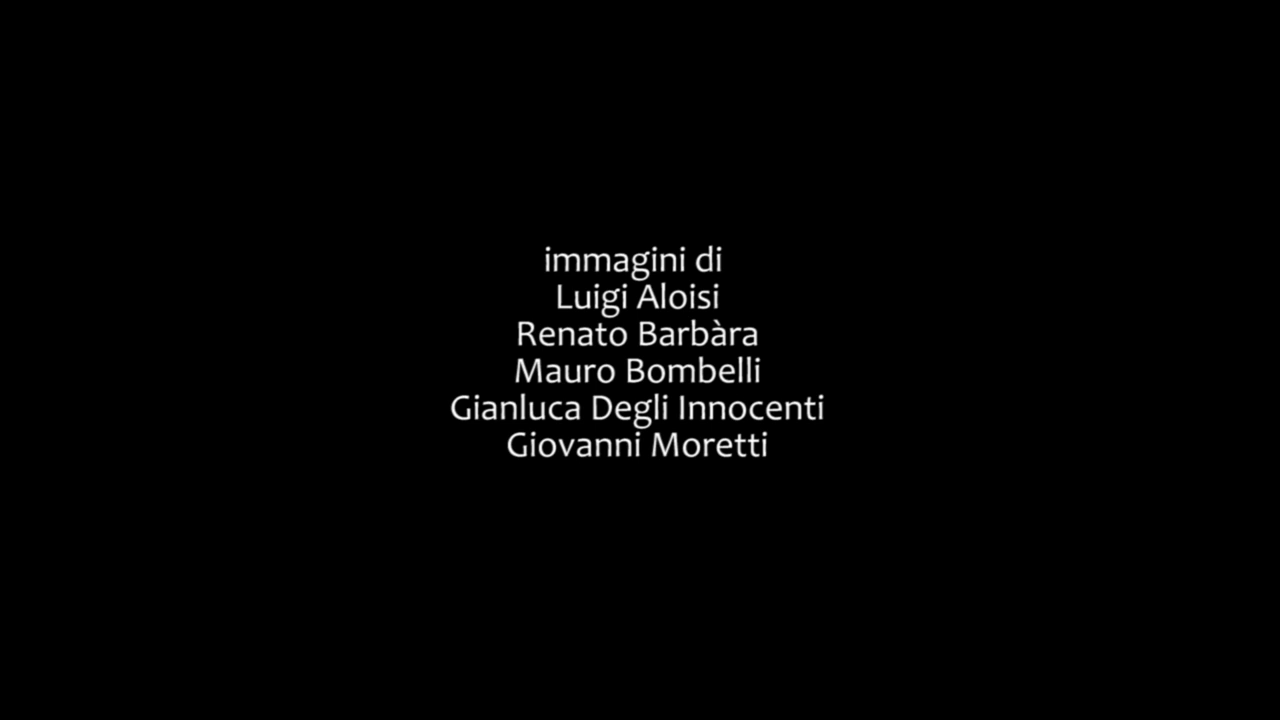 immagini di
Luigi Aloisi
Renato Barbàra
Mauro Bombelli
Gianluca Degli Innocenti
Giovanni Moretti